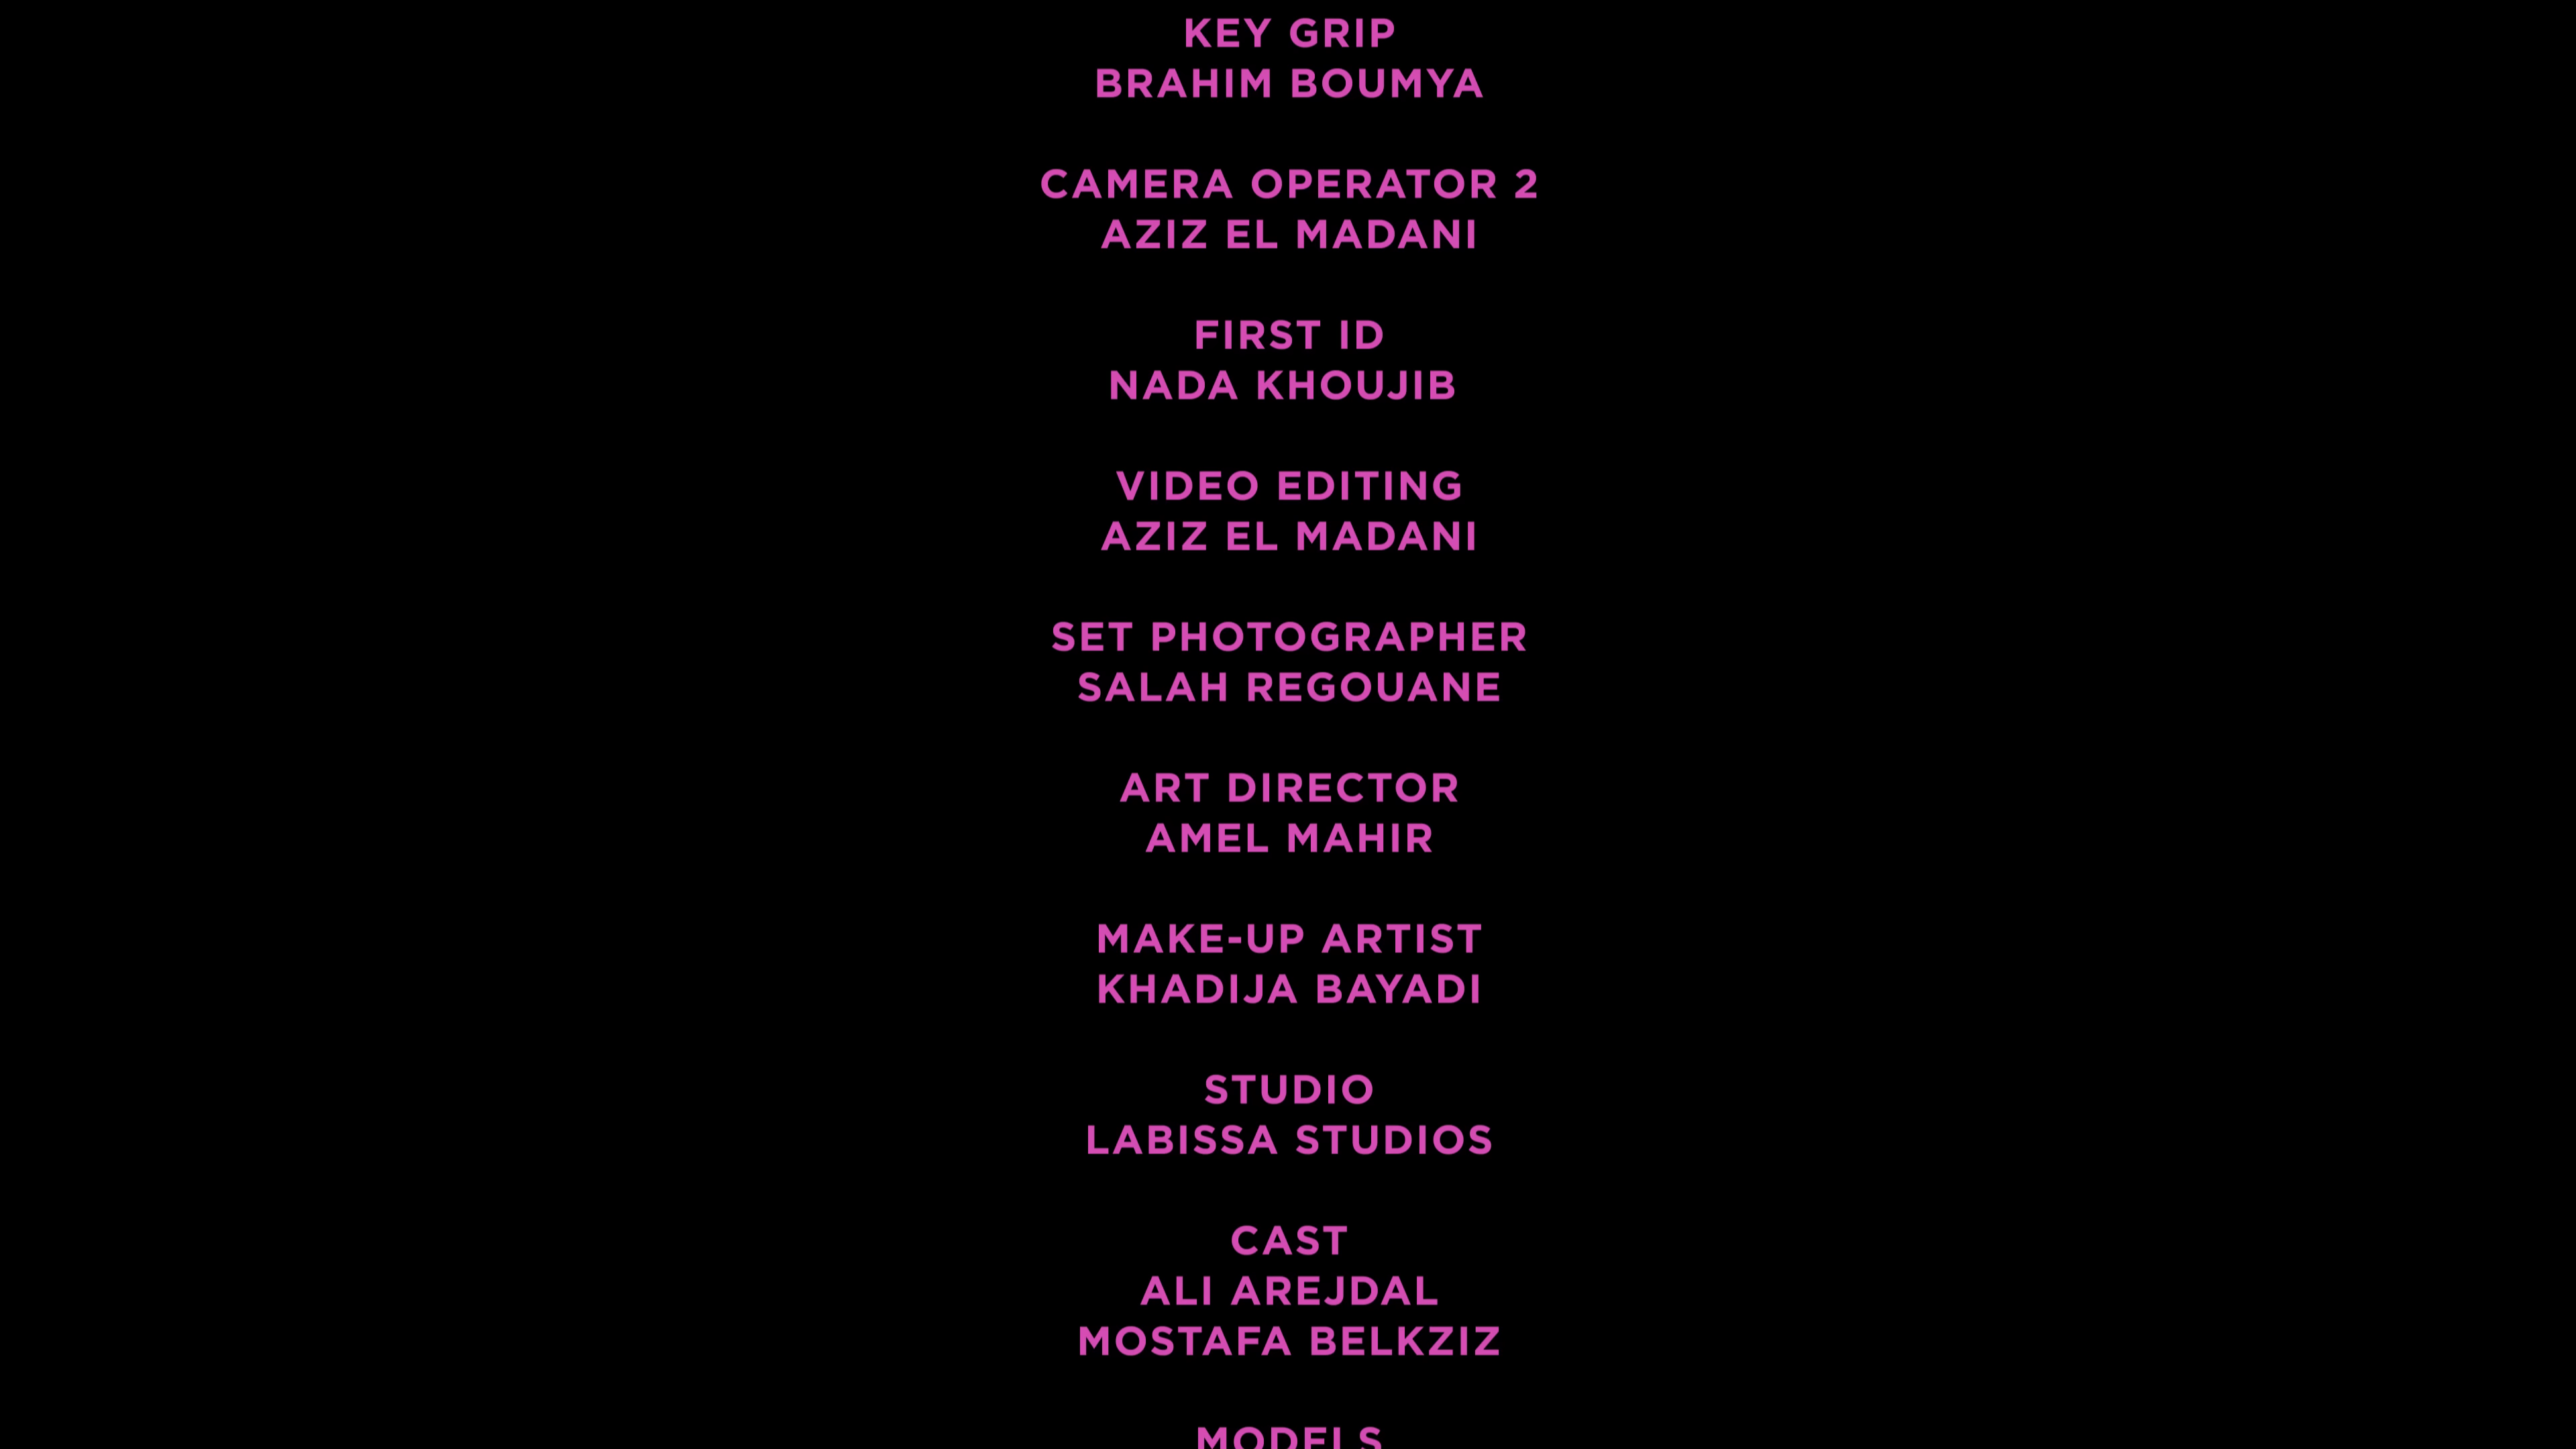 KEY GRIP
BRAHIM BOUMYA
CAMERA OPERATOR 2
AZIZ EL MADANI
FIRST ID
NADA KHOUJIB
VIDEO EDITING
AZIZ EL MADANI
SET PHOTOGRAPHER
SALAH REGOUANE
ART DIRECTOR
AMEL MAHIR
MAKE-UP ARTIST
KHADIJA BAYADI
STUDIO
LABISSA STUDIOS
CAST
ALI AREJDAL
MOSTAFA BELKZIZ
MODELS